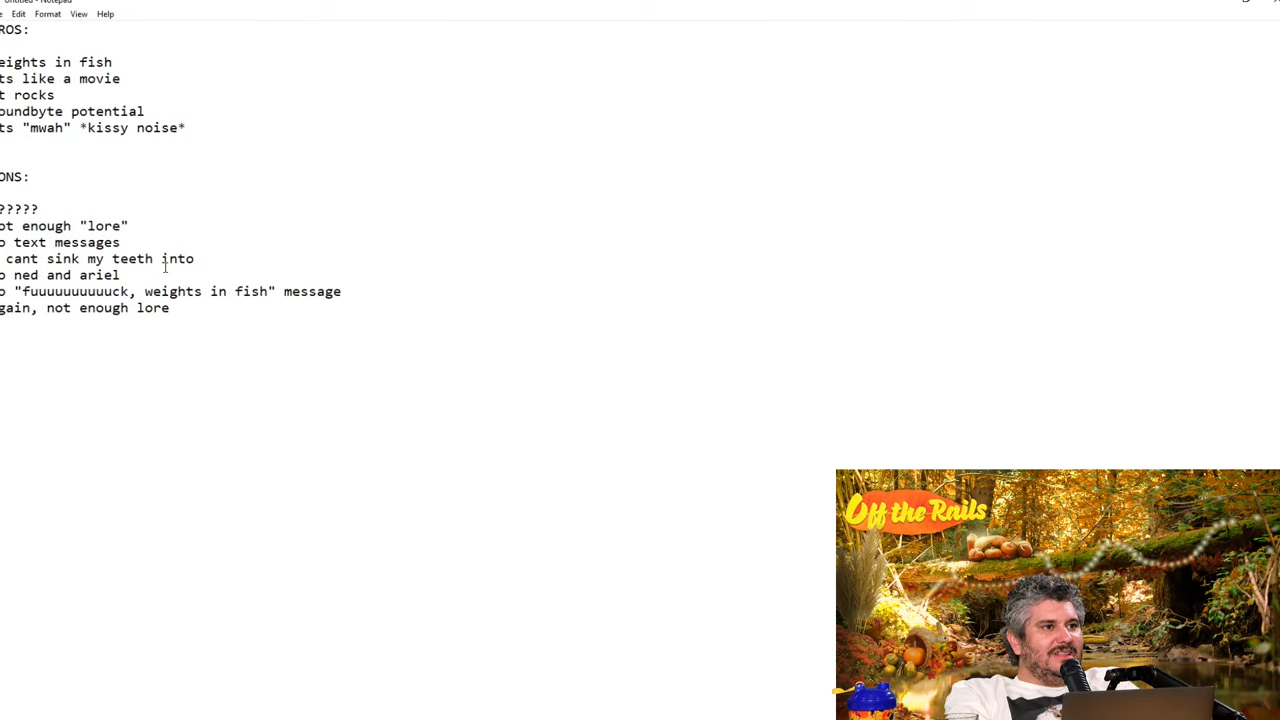 Untitled - Notepad
e Edit Format View Help
ROS:
eights in fish
ts like a movie
t rocks
oundbyte potential
ts "mwah" *kissy noise*
ONS:
?????
ot enough "lore"
o text messages
cant sink my teeth into
o ned and ariel
o "fuuuuuuuuuuck, weights in fish" message
gain, not enough lore
Off the Rails